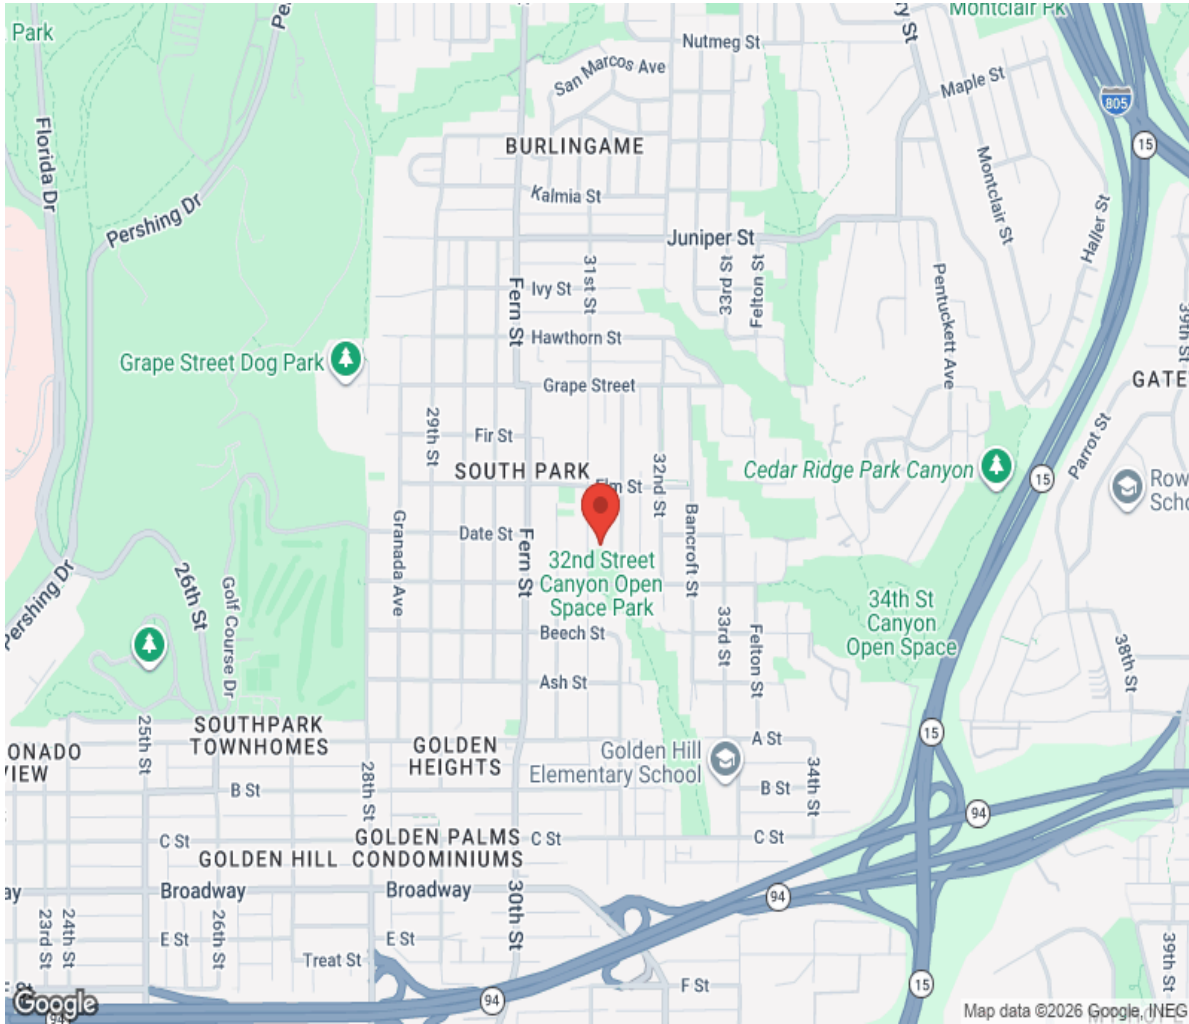 Park
Montclair Pk
Nutmeg St
San Marcos Ave
Maple St
805
15
Florida Dr
BURLINGAME
Montclair St
Kalmia St
Pershing Dr
Haller St
Juniper St
31st St
33rd St
Felton St
Pentuckett Ave
Ivy St
Fern St
Hawthorn St
39th St
Grape Street Dog Park
Grape Street
GATE
29th St
Fir St
Parrot St
SOUTH PARK
32nd St
Cedar Ridge Park Canyon
15
Elm St
Granada Ave
Date St
Fern St
Bancroft St
32nd Street
Canyon Open
Space Park
Pershing Dr
26th St
Golf Course Dr
34th St
Canyon
Open Space
33rd St
Felton St
Beech St
38th St
Ash St
25th St
SOUTHPARK
TOWNHOMES
GOLDEN
HEIGHTS
Golden Hill
Elementary School
A St
15
28th St
B St
B St
34th St
94
GOLDEN PALMS
CONDOMINIUMS
C St
C St
C St
GOLDEN HILL
Broadway
Broadway
30th St
94
23rd St
24th St
26th St
E St
E St
Treat St
39th St
F St
15
94
94
Google
Map data ©2026 Google, INEG